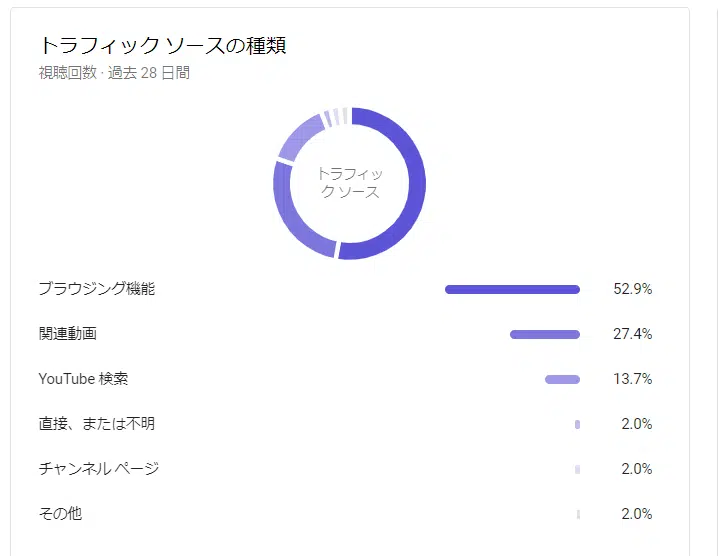 トラフィック ソースの種類
視聴回数 · 過去 28 日間
トラフィッ
ク ソース
ブラウジング機能 52.9%
関連動画 27.4%
YouTube 検索 13.7%
直接、または不明 2.0%
チャンネル ページ 2.0%
その他 2.0%